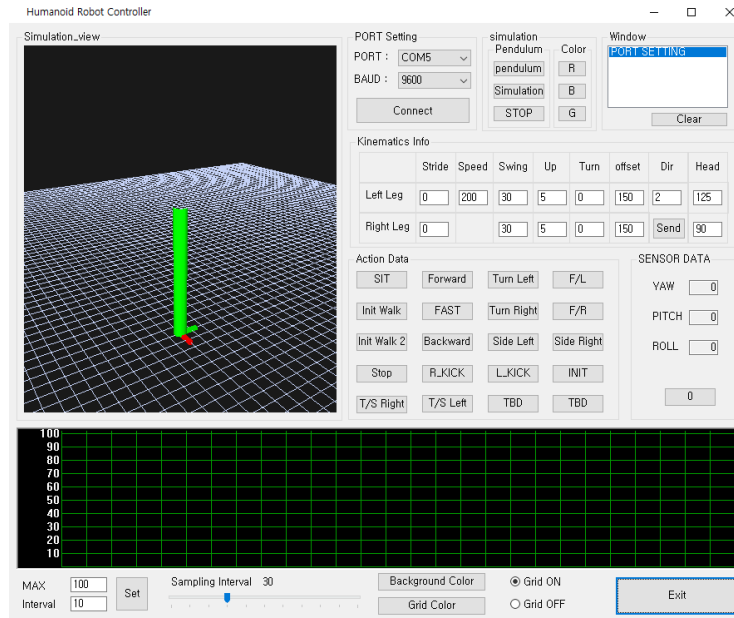 Humanoid Robot Controller
Simulation_view
PORT Setting
PORT :
COM5
BAUD :
9600
Connect
simulation
Pendulum
Color
pendulum
R
Simulation
B
STOP
G
Window
PORT SETTING
Clear
Kinematics Info
Stride Speed Swing Up Turn offset Dir Head
Left Leg 0 200 30 5 0 150 2 125
Right Leg 0 30 5 0 150 Send 90
Action Data
SIT Forward Turn Left F/L
Init Walk FAST Turn Right F/R
Init Walk 2 Backward Side Left Side Right
Stop R_KICK L_KICK INIT
T/S Right T/S Left TBD TBD
SENSOR DATA
YAW 0
PITCH 0
ROLL 0
0
100
90
80
70
60
50
40
30
20
10
MAX 100
Interval 10
Set
Sampling Interval 30
Background Color
Grid Color
Grid ON
Grid OFF
Exit